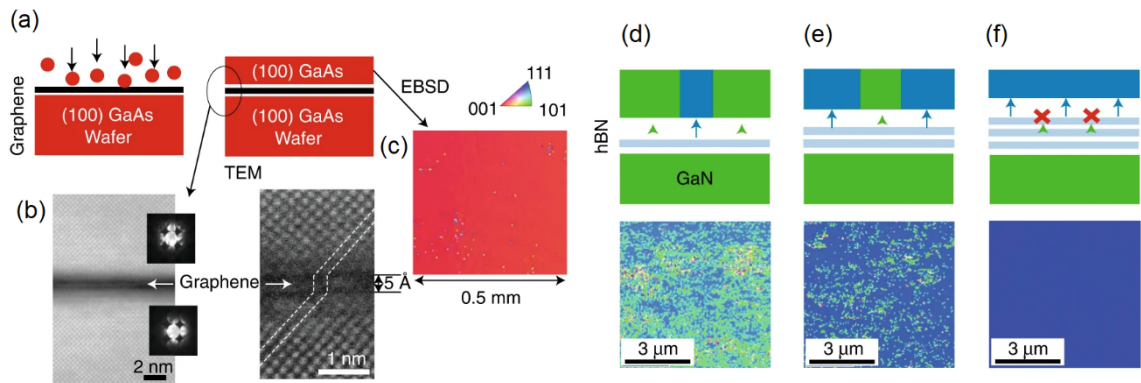 (a)
Graphene
(100) GaAs
Wafer
(100) GaAs
(100) GaAs
Wafer
TEM
EBSD
111
001
101
(c)
0.5 mm
(b)
Graphene
5 Å
2 nm
1 nm
(d)
(e)
(f)
hBN
GaN
3 μm
3 μm
3 μm